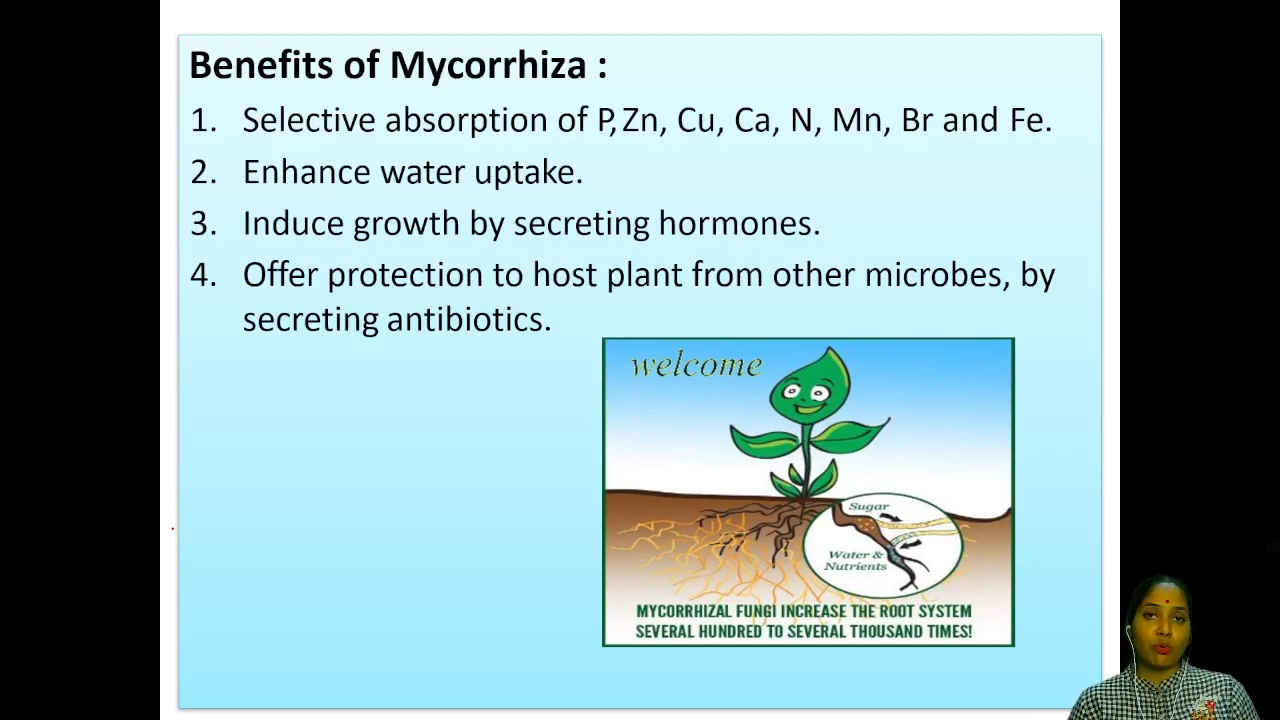 Benefits of Mycorrhiza :
1. Selective absorption of P, Zn, Cu, Ca, N, Mn, Br and Fe.
2. Enhance water uptake.
3. Induce growth by secreting hormones.
4. Offer protection to host plant from other microbes, by
secreting antibiotics.
welcome
Sugar
Water &
Nutrients
MYCORRHIZAL FUNGI INCREASE THE ROOT SYSTEM
SEVERAL HUNDRED TO SEVERAL THOUSAND TIMES!